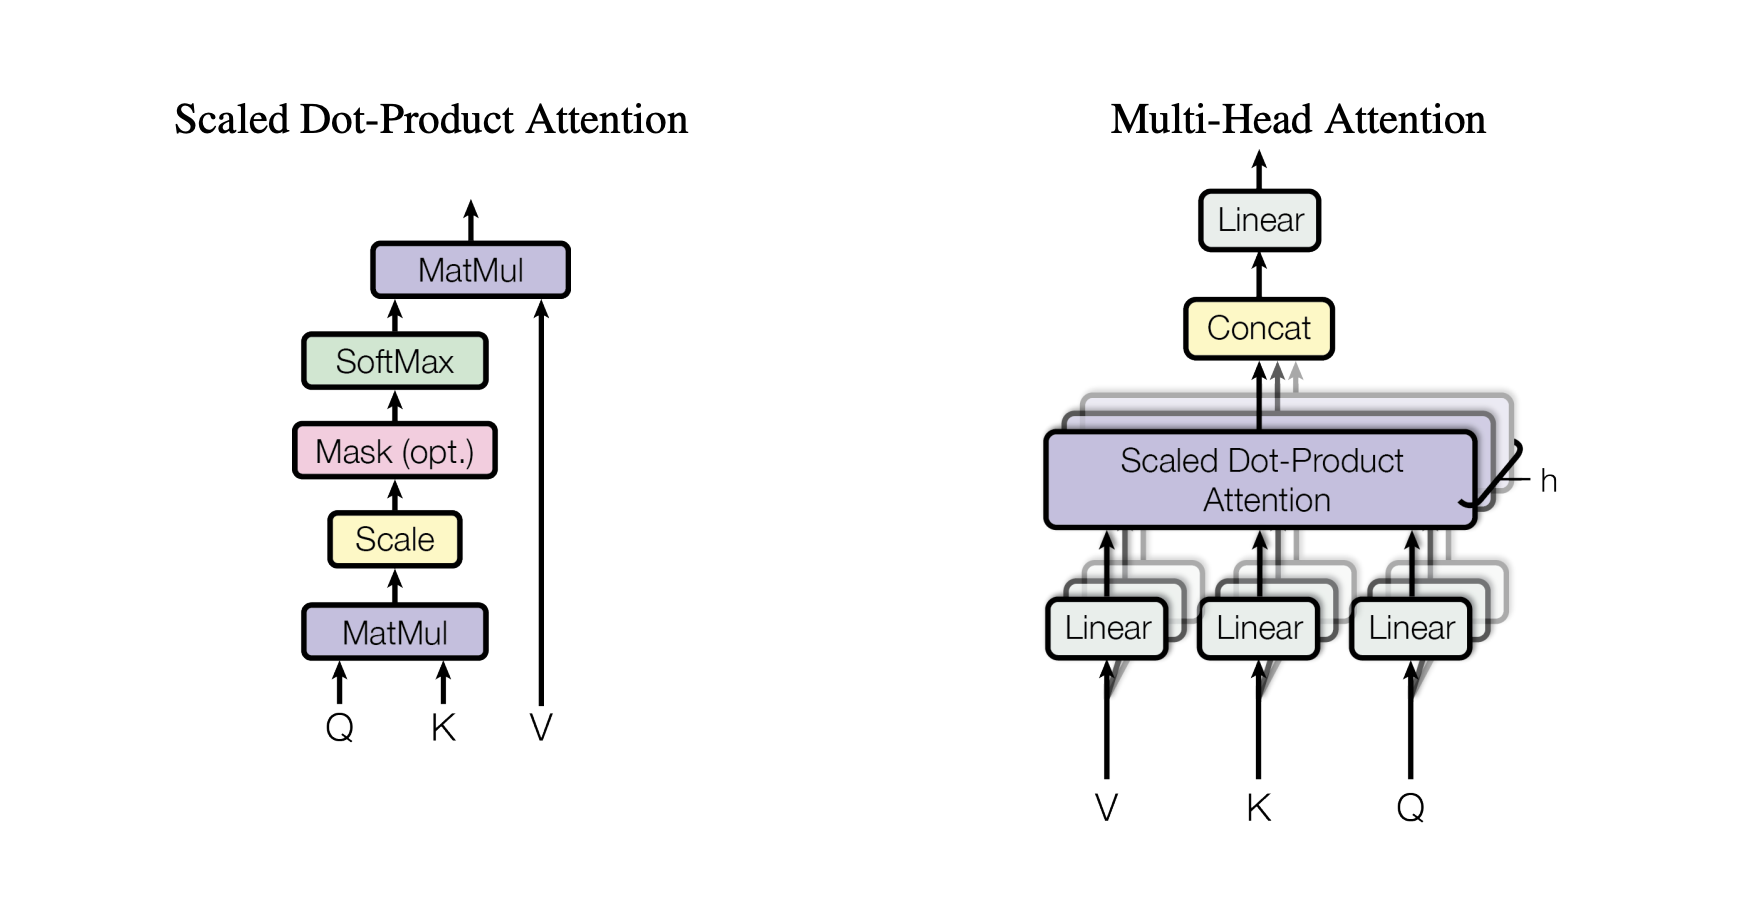 Scaled Dot-Product Attention
MatMul
SoftMax
Mask (opt.)
Scale
MatMul
Q K V
Multi-Head Attention
Linear
Concat
Scaled Dot-Product
Attention
h
Linear Linear Linear
V K Q